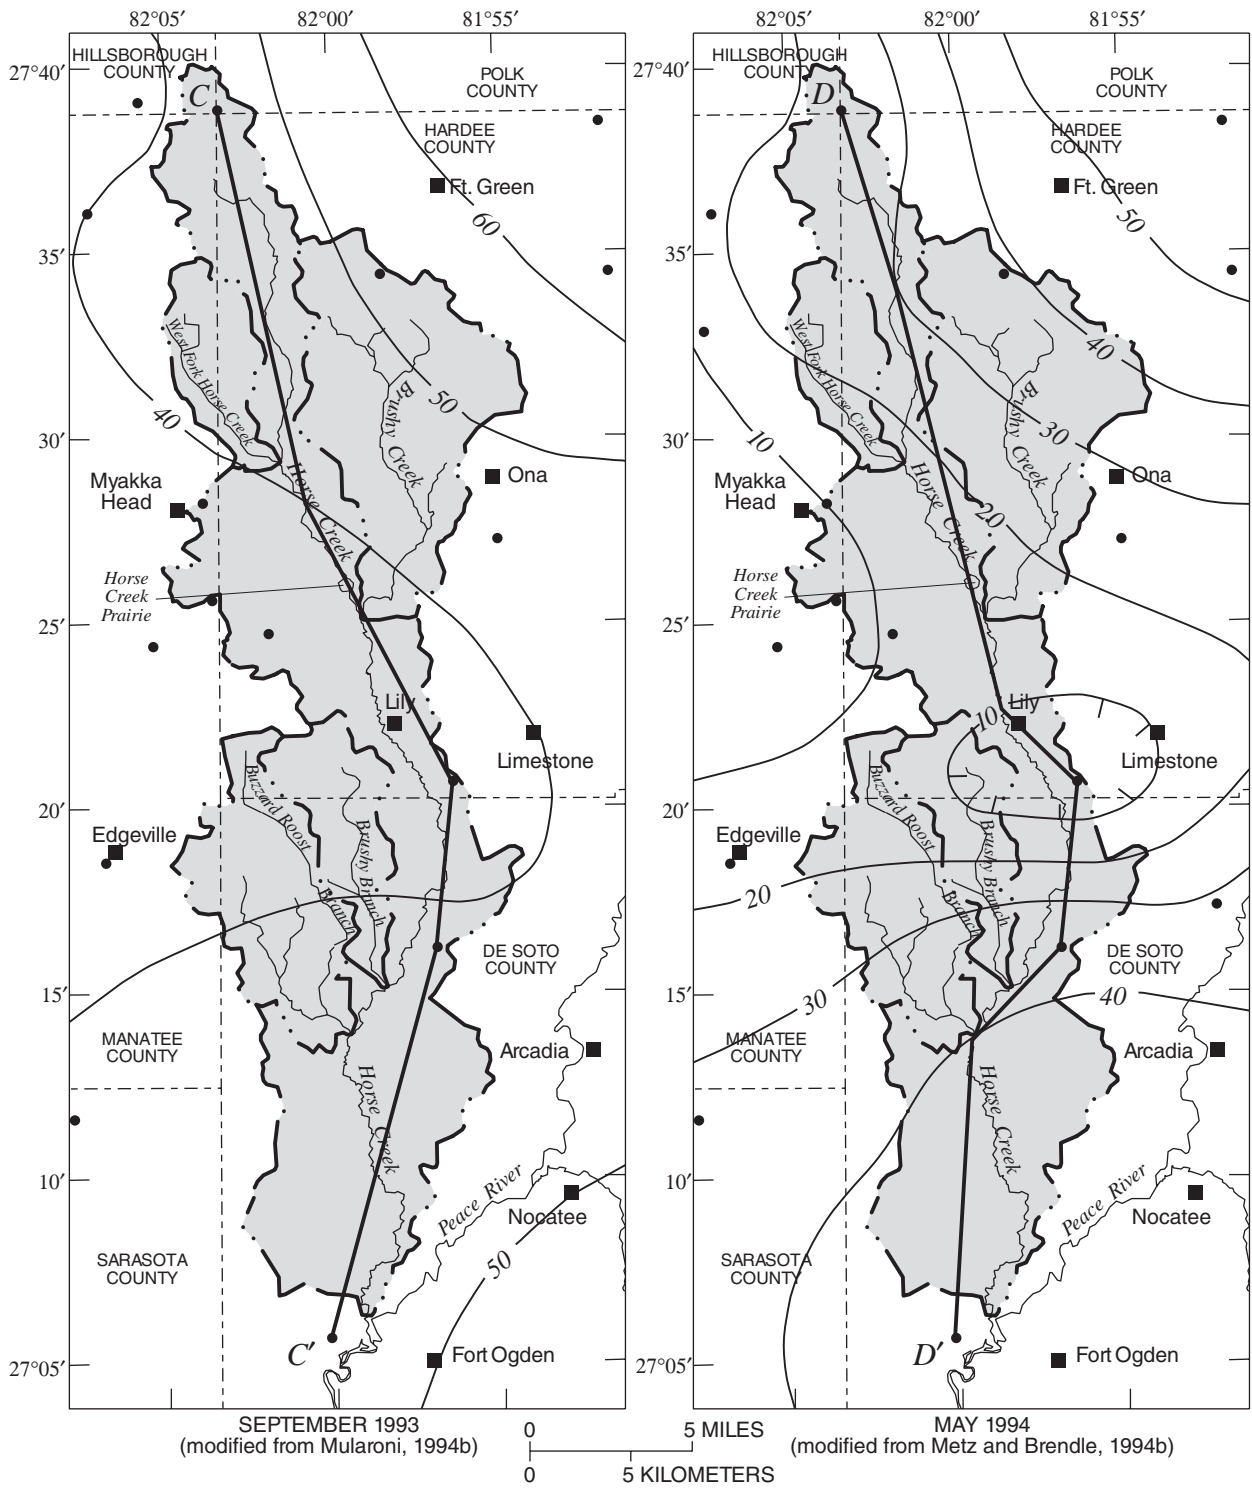 82°05′ 82°00′ 81°55′
27°40′
35′
30′
25′
20′
15′
10′
27°05′
HILLSBOROUGH
COUNTY
POLK
COUNTY
HARDEE
COUNTY
C
Ft. Green
60
50
40
West Fork Horse Creek
Brushy Creek
Horse Creek
Myakka
Head
Ona
Horse
Creek
Prairie
Lily
Limestone
Buzzard Roost Branch
Brushy Branch
Edgeville
DE SOTO
COUNTY
MANATEE
COUNTY
Arcadia
Horse Creek
Peace River
Nocatee
SARASOTA
COUNTY
50
C′
Fort Ogden
SEPTEMBER 1993
(modified from Mularoni, 1994b)
82°05′ 82°00′ 81°55′
27°40′
35′
30′
25′
20′
15′
10′
27°05′
HILLSBOROUGH
COUNTY
POLK
COUNTY
HARDEE
COUNTY
D
Ft. Green
50
40
30
20
10
West Fork Horse Creek
Brushy Creek
Horse Creek
Myakka
Head
Ona
Horse
Creek
Prairie
Lily
10
Limestone
Buzzard Roost Branch
Brushy Branch
Edgeville
20
30
40
DE SOTO
COUNTY
MANATEE
COUNTY
Arcadia
Horse Creek
Peace River
Nocatee
SARASOTA
COUNTY
D′
Fort Ogden
MAY 1994
(modified from Metz and Brendle, 1994b)
0 5 MILES
0 5 KILOMETERS